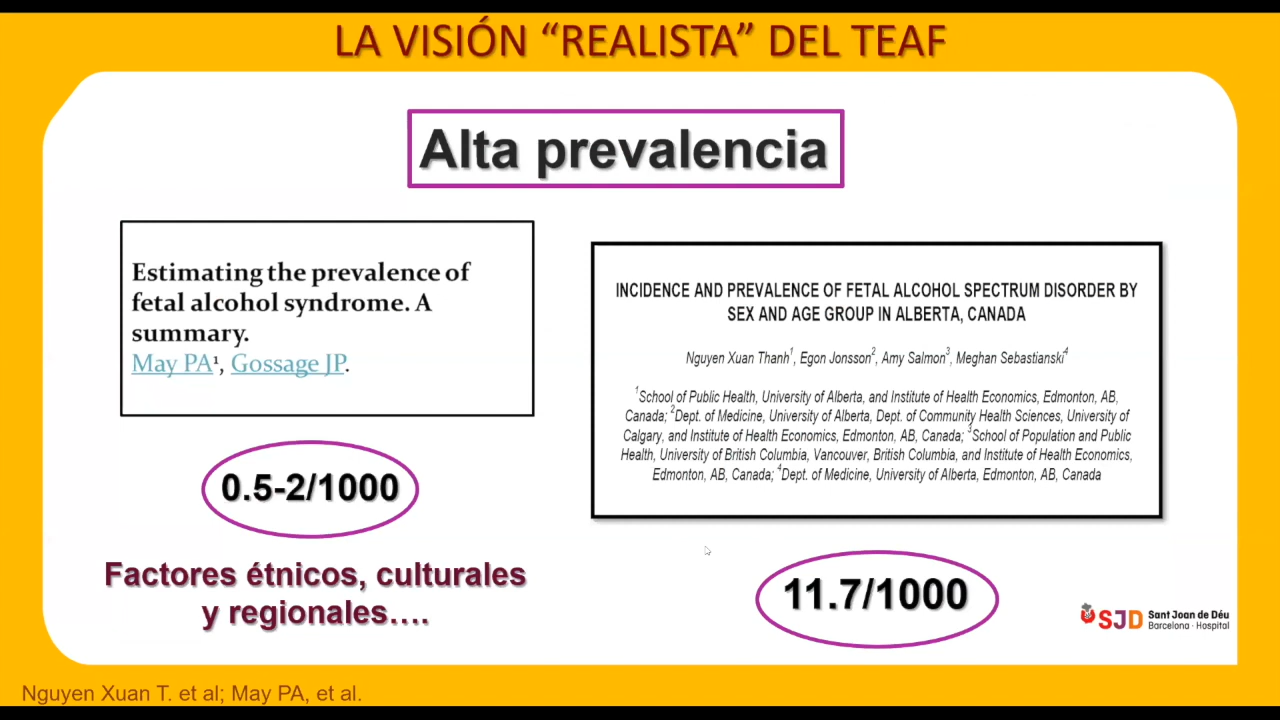 LA VISIÓN “REALISTA” DEL TEAF
Alta prevalencia
Estimating the prevalence of
fetal alcohol syndrome. A
summary.
May PA¹, Gossage JP.
0.5-2/1000
Factores étnicos, culturales
y regionales….
INCIDENCE AND PREVALENCE OF FETAL ALCOHOL SPECTRUM DISORDER BY
SEX AND AGE GROUP IN ALBERTA, CANADA
Nguyen Xuan Thanh¹, Egon Jonsson², Amy Salmon³, Meghan Sebastianski⁴
¹School of Public Health, University of Alberta, and Institute of Health Economics, Edmonton, AB,
Canada; ²Dept. of Medicine, University of Alberta, Dept. of Community Health Sciences, University of
Calgary, and Institute of Health Economics, Edmonton, AB, Canada; ³School of Population and Public
Health, University of British Columbia, Vancouver, British Columbia, and Institute of Health Economics,
Edmonton, AB, Canada; ⁴Dept. of Medicine, University of Alberta, Edmonton, AB, Canada
11.7/1000
SJD Sant Joan de Déu
Barcelona · Hospital
Nguyen Xuan T. et al; May PA, et al.